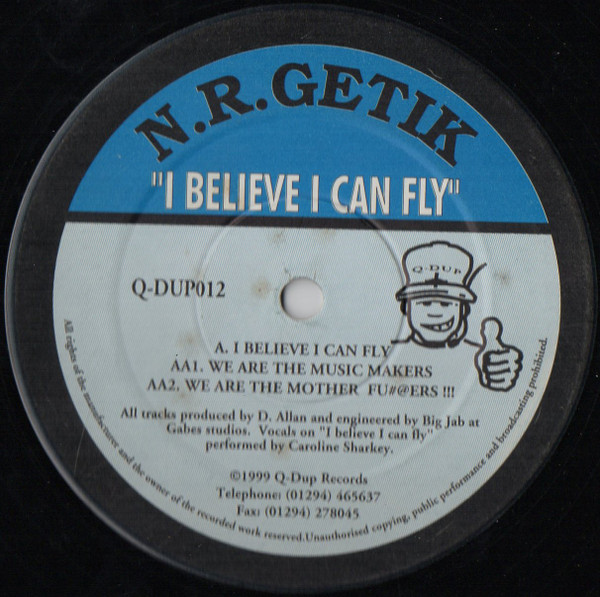 N.R.GETIK
"I BELIEVE I CAN FLY"
Q-DUP
Q-DUP012
A. I BELIEVE I CAN FLY
AA1. WE ARE THE MUSIC MAKERS
AA2. WE ARE THE MOTHER FU#@ERS !!!
All tracks produced by D. Allan and engineered by Big Jab at
Gabes studios. Vocals on "I believe I can fly"
performed by Caroline Sharkey.
©1999 Q-Dup Records
Telephone: (01294) 465637
Fax: (01294) 278045
All rights of the manufacturer and the owner of the recorded work reserved.Unauthorised copying, public performance and broadcasting prohibited.